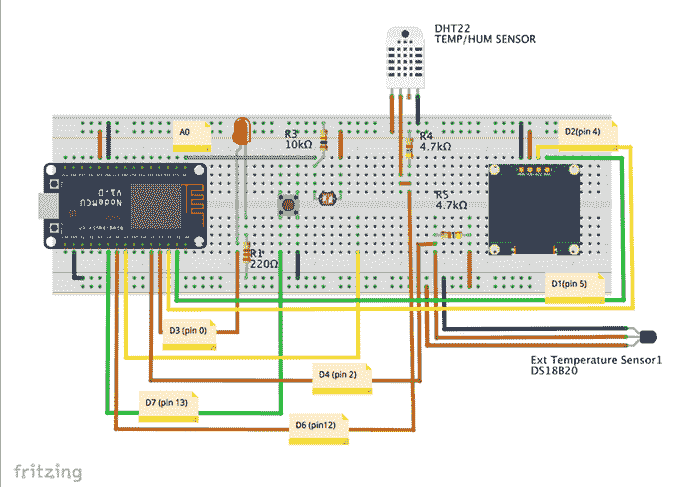 DHT22
TEMP/HUM SENSOR
A0
R3
10kΩ
R4
4.7kΩ
D2(pin 4)
NodeMCU
V1.0
R5
4.7kΩ
R1
220Ω
D1(pin 5)
D3 (pin 0)
Ext Temperature Sensor1
DS18B20
D4 (pin 2)
D7 (pin 13)
D6 (pin12)
fritzing